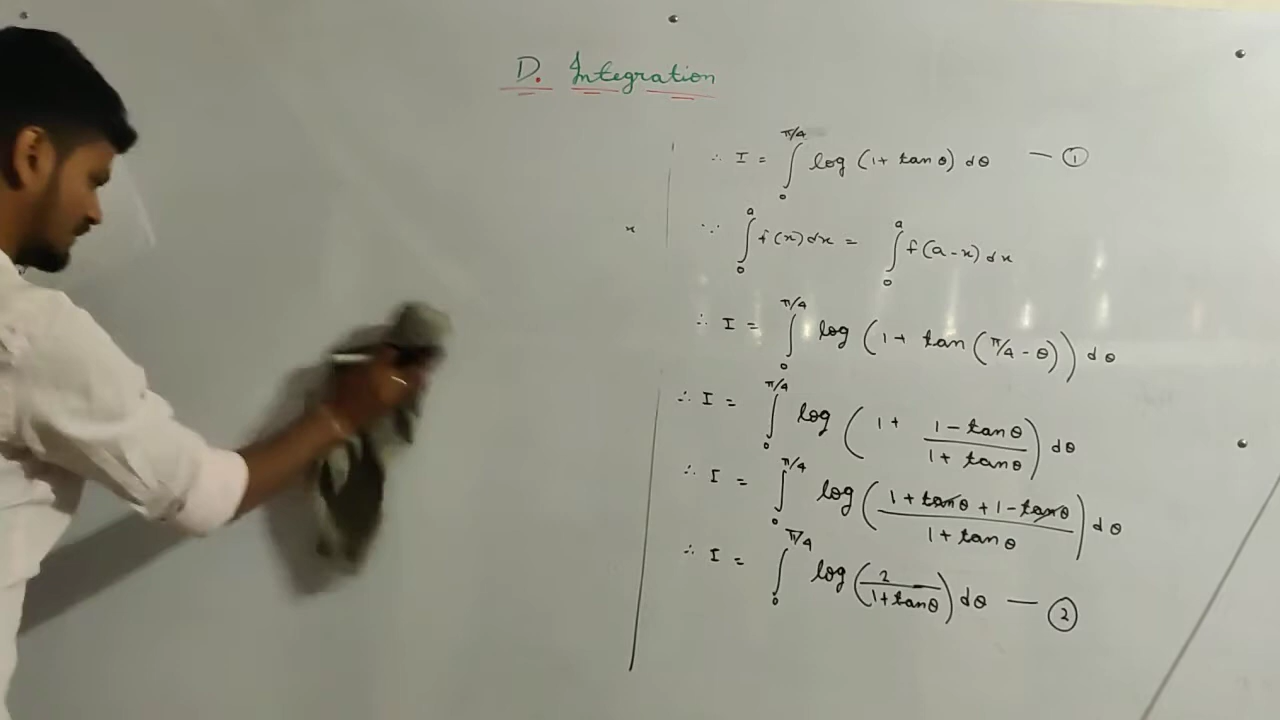 D. Integration
∴ I = ∫₀^π/4 log (1+ tan θ) dθ — ①
x ∵ ∫₀^a f(x) dx = ∫₀^a f(a-x) dx
∴ I = ∫₀^π/4 log (1+ tan (π/4 - θ)) dθ
∴ I = ∫₀^π/4 log (1+ (1 - tan θ)/(1 + tan θ)) dθ
∴ I = ∫₀^π/4 log ((1 + tan θ + 1 - tan θ)/(1 + tan θ)) dθ
∴ I = ∫₀^π/4 log (2/(1+tan θ)) dθ — ②